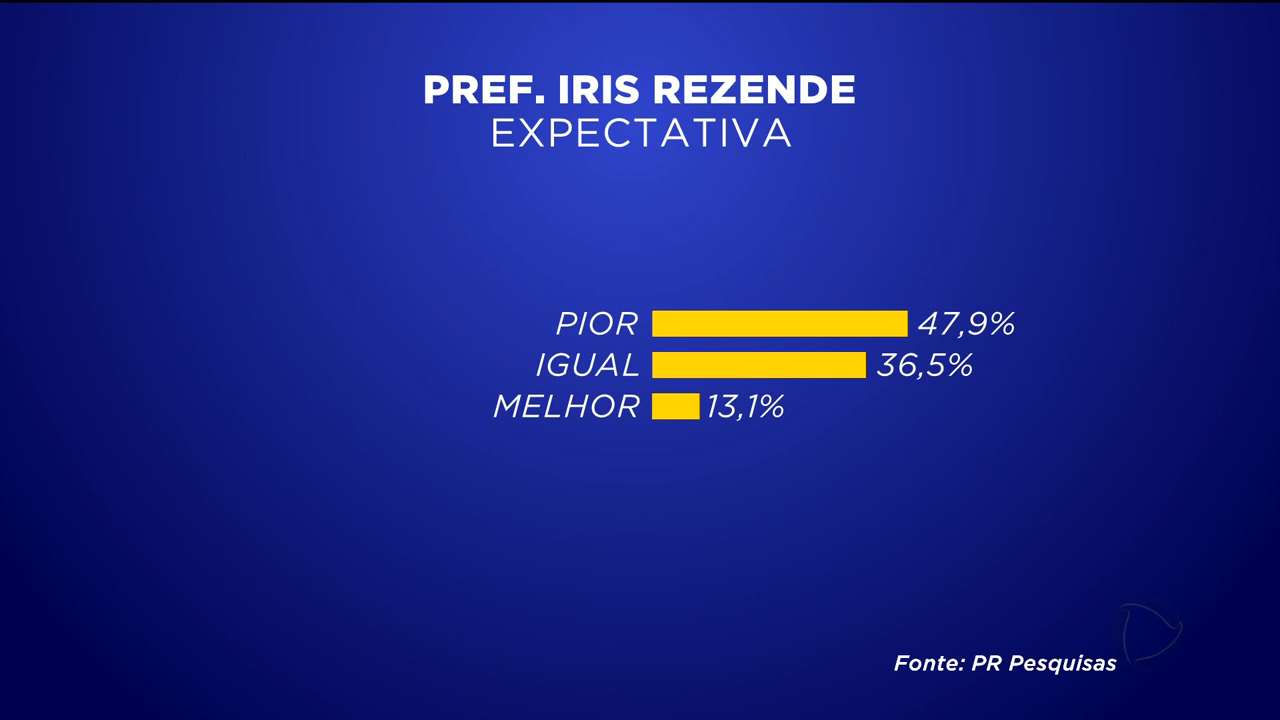 PREF. IRIS REZENDE
EXPECTATIVA
PIOR 47,9%
IGUAL 36,5%
MELHOR 13,1%
Fonte: PR Pesquisas